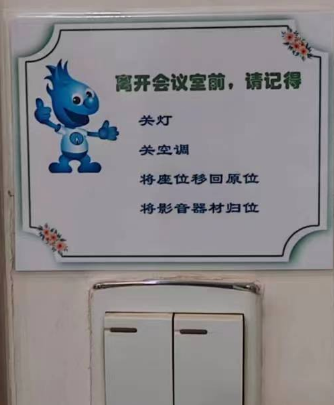 离开会议室前，请记得
关灯
关空调
将座位移回原位
将影音器材归位